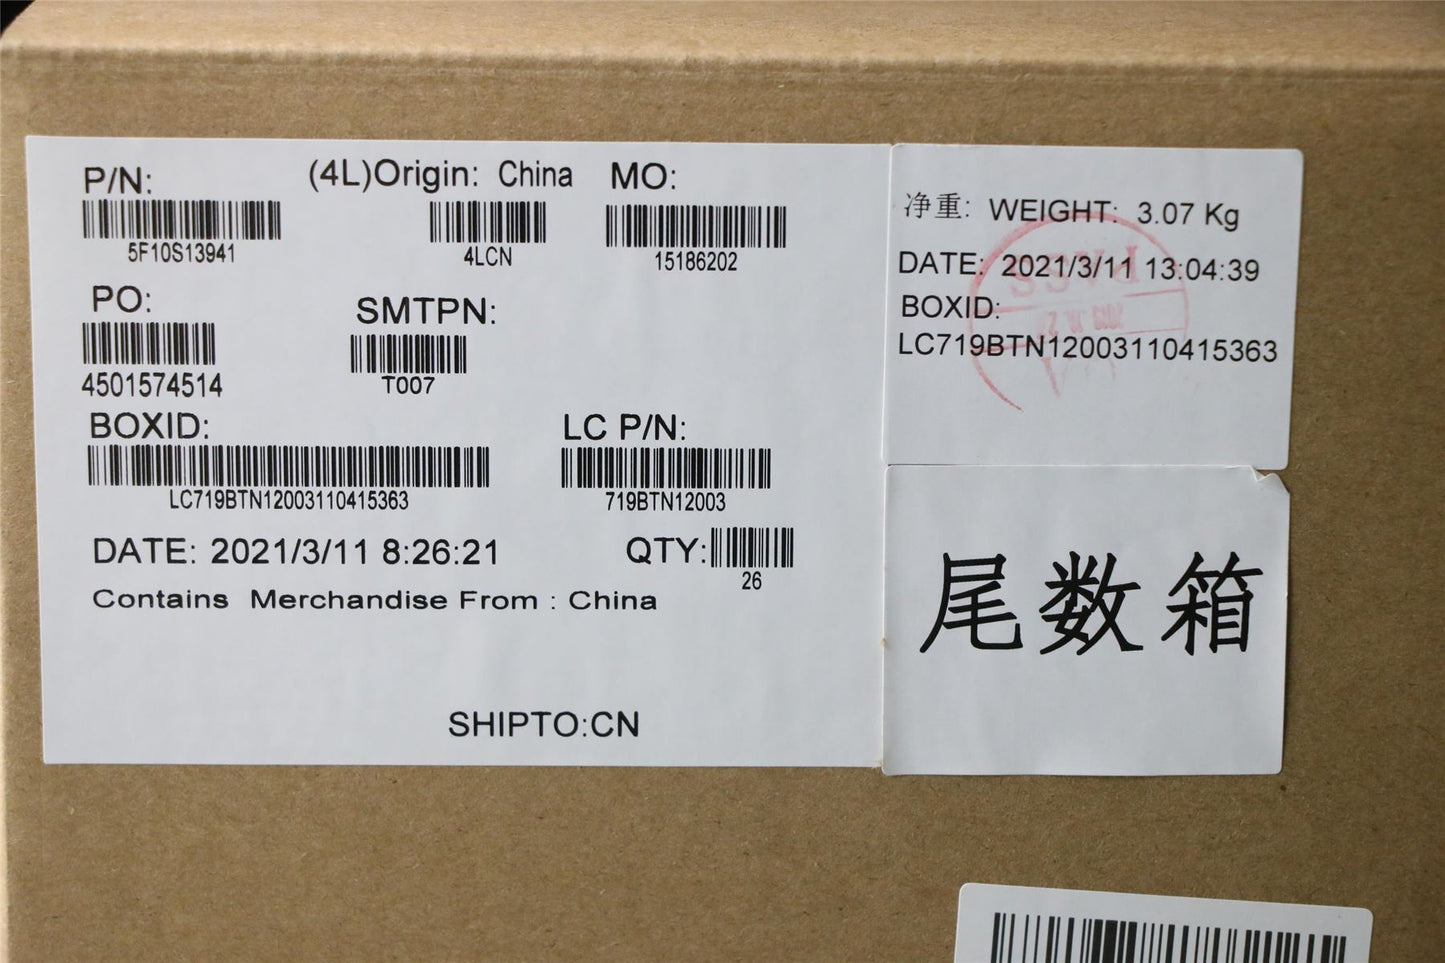 P/N: (4L)Origin: China MO:
5F10S13941 4LCN 15186202
PO: SMTPN:
4501574514 T007
BOXID: LC P/N:
LC719BTN12003110415363 719BTN12003
DATE: 2021/3/11 8:26:21 QTY:
26
Contains Merchandise From : China
SHIPTO:CN
净重: WEIGHT: 3.07 Kg
DATE: 2021/3/11 13:04:39
BOXID:
LC719BTN12003110415363
尾数箱